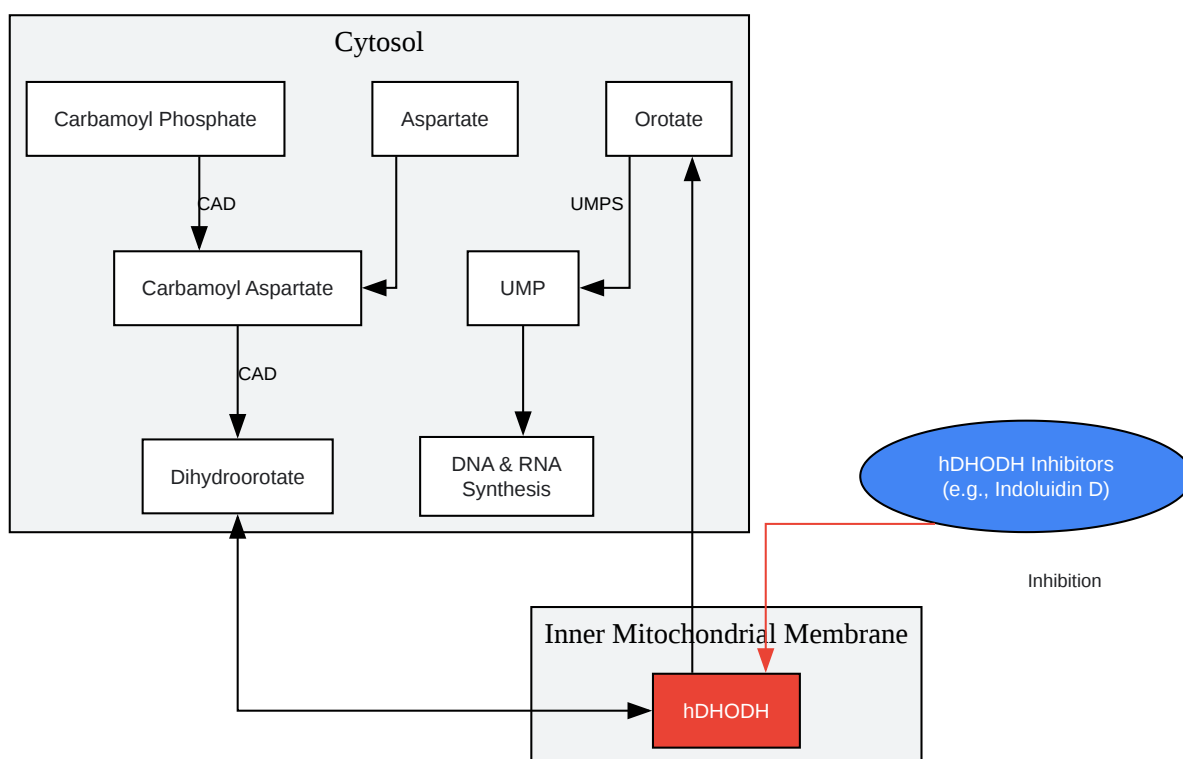 Cytosol
Carbamoyl Phosphate
Aspartate
Orotate
CAD
UMPS
Carbamoyl Aspartate
UMP
CAD
Dihydroorotate
DNA & RNA
Synthesis
hDHODH Inhibitors
(e.g., Indoluidin D)
Inhibition
Inner Mitochondrial Membrane
hDHODH